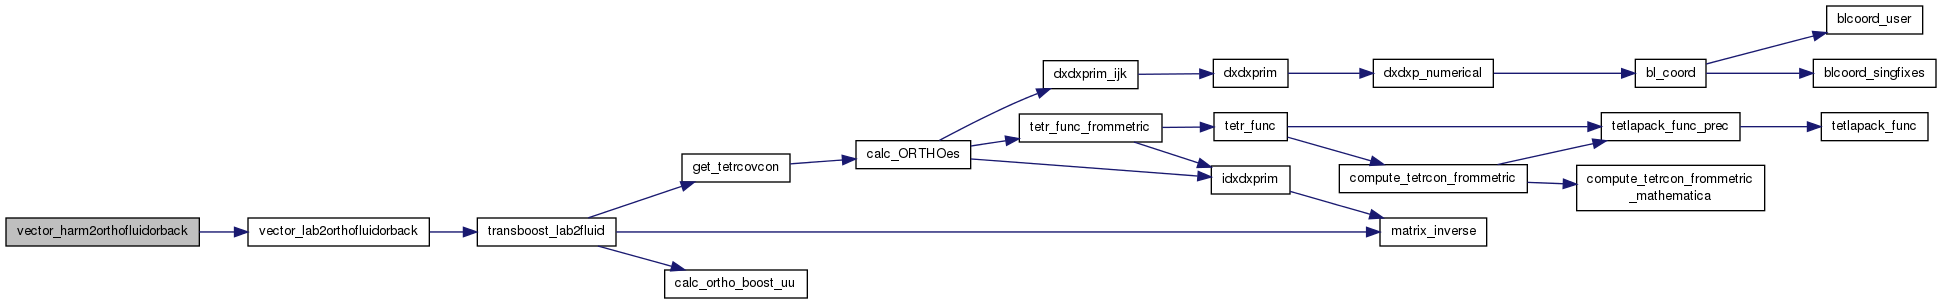 vector_harm2orthofluidorback
vector_lab2orthofluidorback
transboost_lab2fluid
get_tetrcovcon
calc_ORTHOes
dxdxprim_ijk
dxdxprim
dxdxp_numerical
bl_coord
blcoord_user
blcoord_singfixes
tetr_func_frommetric
tetr_func
tetlapack_func_prec
tetlapack_func
compute_tetrcon_frommetric
compute_tetrcon_frommetric
_mathematica
idxdxprim
matrix_inverse
calc_ortho_boost_uu